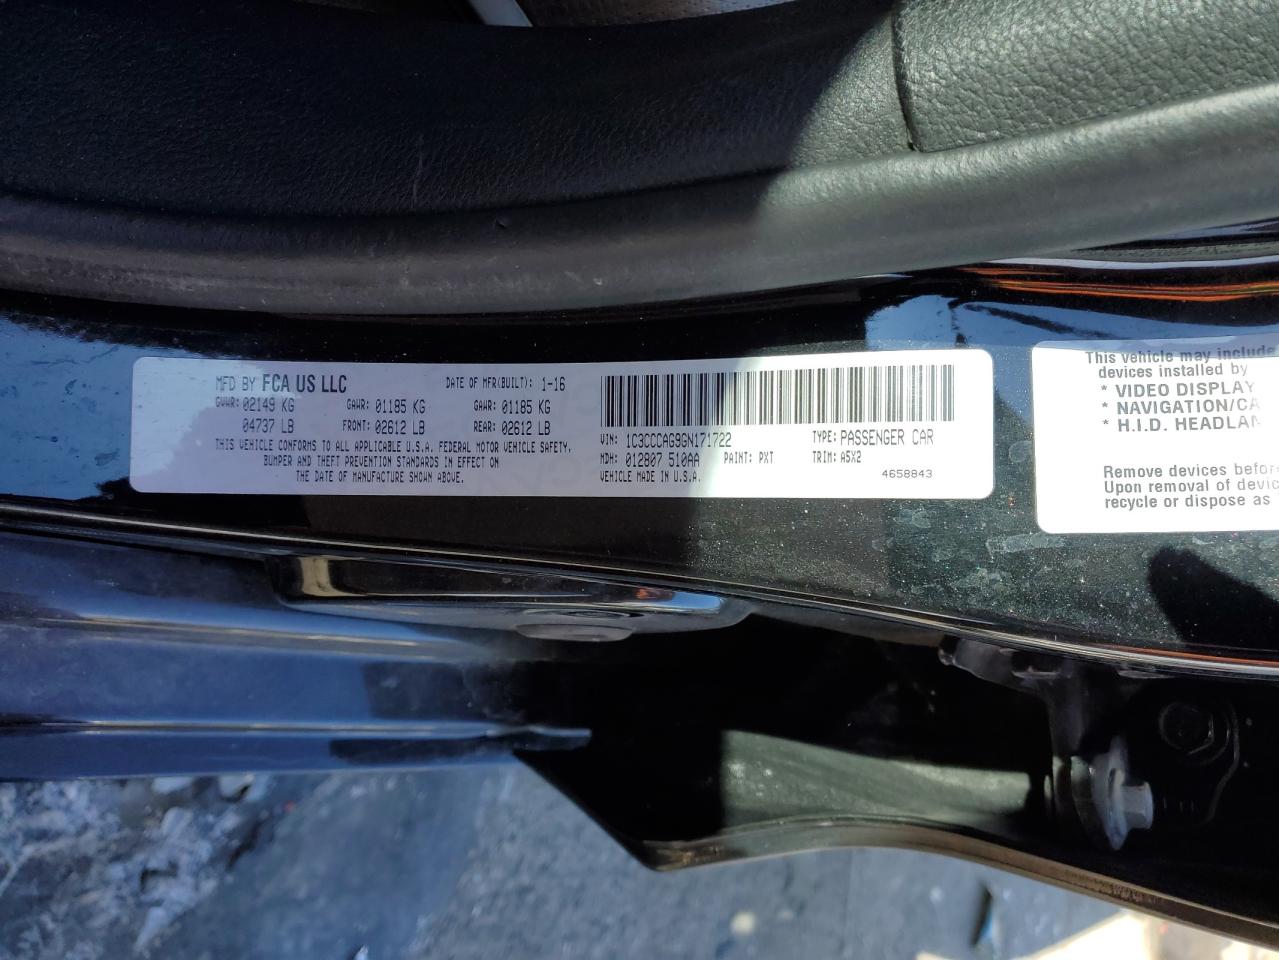 MFD BY FCA US LLC DATE OF MFR(BUILT): 1-16
GVWR: 02149 KG GAWR: 01185 KG GAWR: 01185 KG
04737 LB FRONT: 02612 LB REAR: 02612 LB
THIS VEHICLE CONFORMS TO ALL APPLICABLE U.S.A. FEDERAL MOTOR VEHICLE SAFETY,
BUMPER AND THEFT PREVENTION STANDARDS IN EFFECT ON
THE DATE OF MANUFACTURE SHOWN ABOVE.
VIN: 1C3CCCAG9GN171722 TYPE: PASSENGER CAR
MDH: 012807 510AA PAINT: PXT TRIM: A5X2
VEHICLE MADE IN U.S.A. 4658843
This vehicle may include
devices installed by
* VIDEO DISPLAY
* NAVIGATION/CA
* H.I.D. HEADLAM
Remove devices before
Upon removal of devic
recycle or dispose as